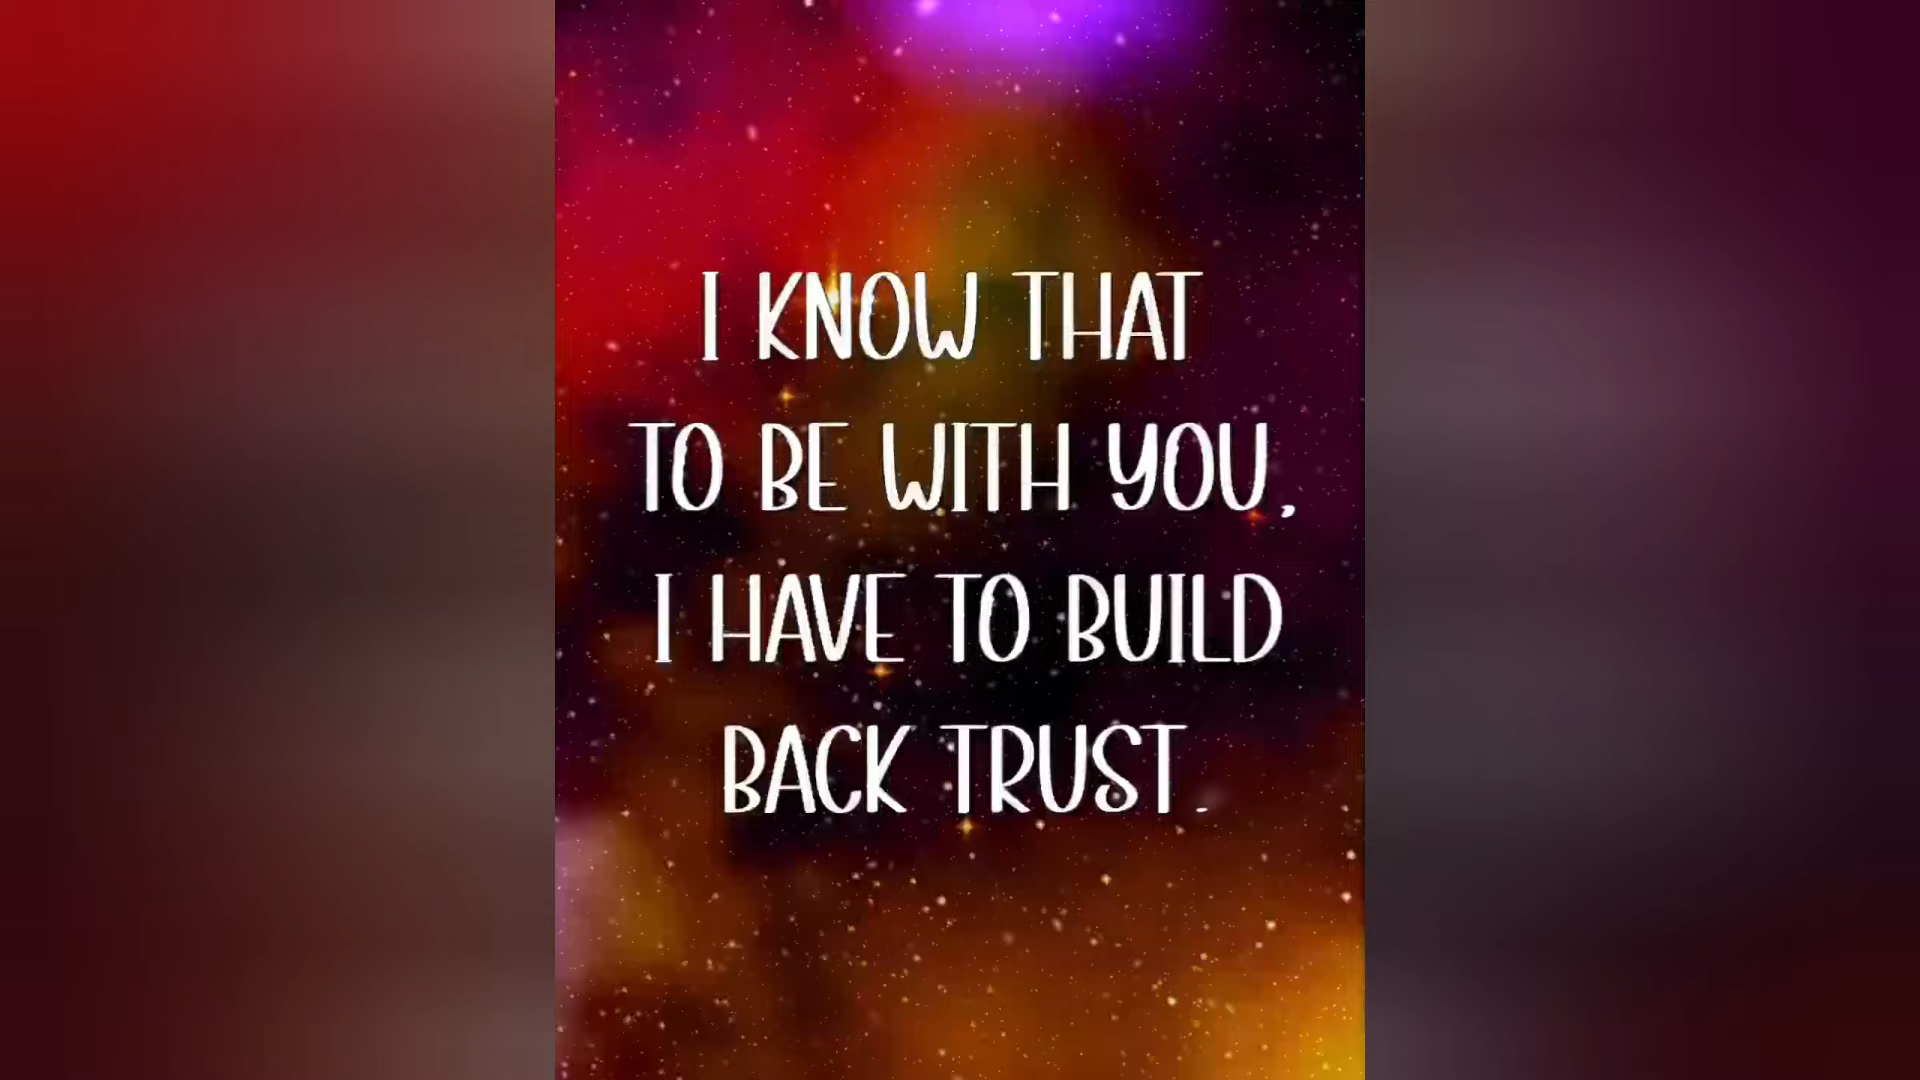 I KNOW THAT
TO BE WITH YOU,
I HAVE TO BUILD
BACK TRUST.